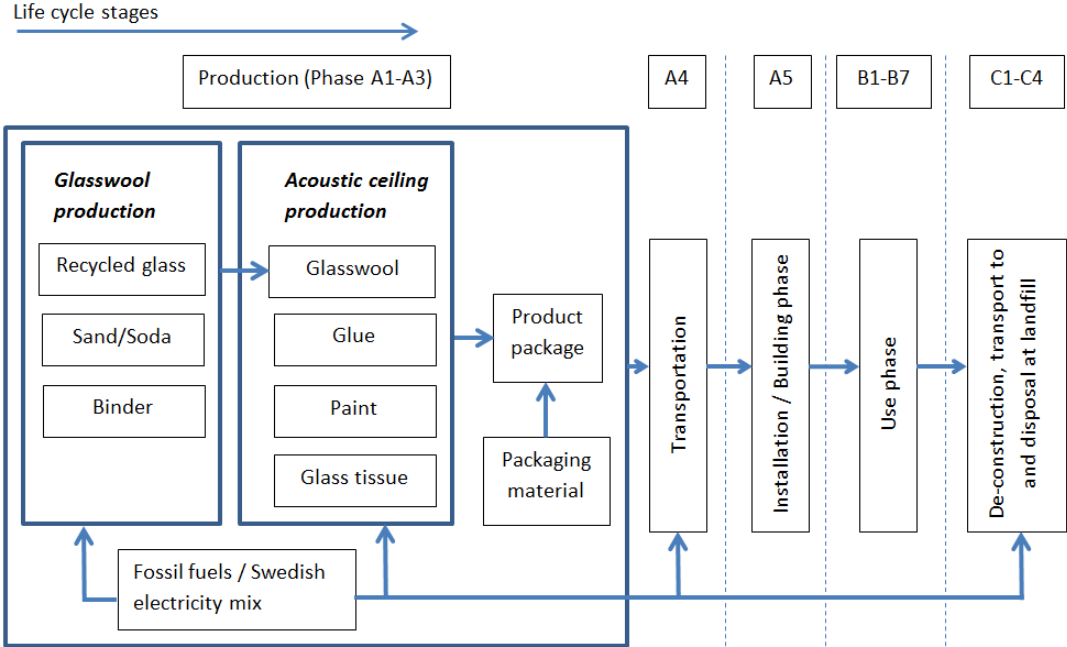 Life cycle stages
Production (Phase A1-A3)
A4
A5
B1-B7
C1-C4
Glasswool
production
Recycled glass
Sand/Soda
Binder
Acoustic ceiling
production
Glasswool
Glue
Paint
Glass tissue
Product
package
Packaging
material
Fossil fuels / Swedish
electricity mix
Transportation
Installation / Building phase
Use phase
De-construction, transport to
and disposal at landfill